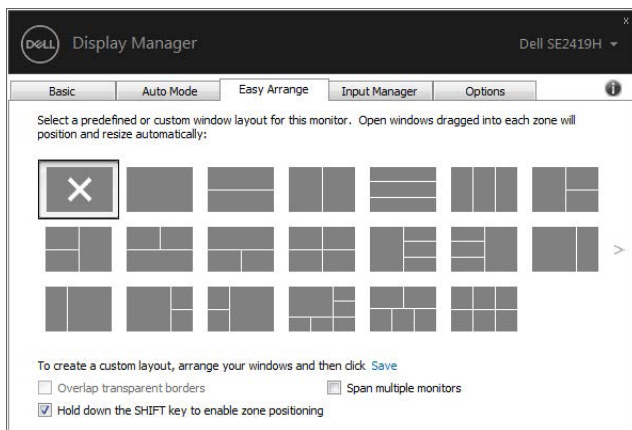 x
DELL Display Manager Dell SE2419H
Basic Auto Mode Easy Arrange Input Manager Options
Select a predefined or custom window layout for this monitor. Open windows dragged into each zone will
position and resize automatically:
>
To create a custom layout, arrange your windows and then click Save
Overlap transparent borders Span multiple monitors
Hold down the SHIFT key to enable zone positioning